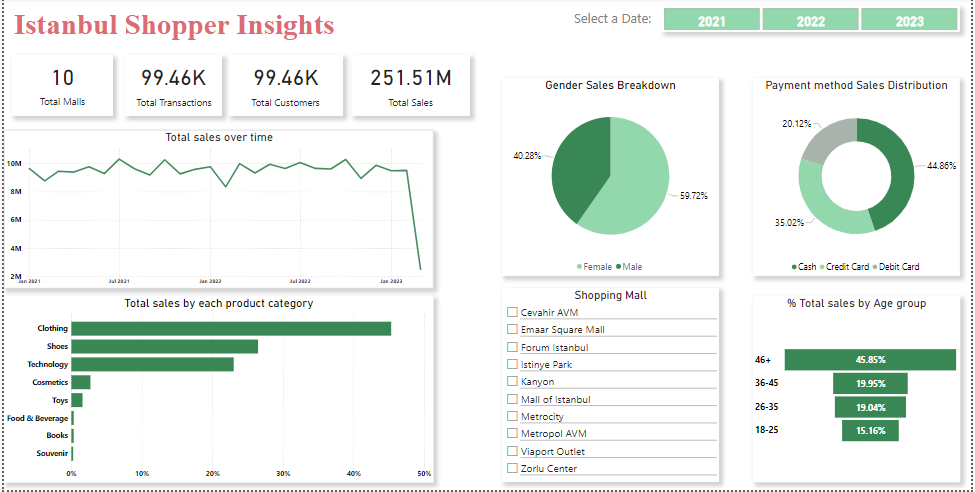 Istanbul Shopper Insights
Select a Date:
2021
2022
2023
10
Total Malls
99.46K
Total Transactions
99.46K
Total Customers
251.51M
Total Sales
Total sales over time
10M
8M
6M
4M
2M
Jan 2021
Jul 2021
Jan 2022
Jul 2022
Jan 2023
Gender Sales Breakdown
40.28%
59.72%
Female
Male
Payment method Sales Distribution
20.12%
44.86%
35.02%
Cash
Credit Card
Debit Card
Total sales by each product category
Clothing
Shoes
Technology
Cosmetics
Toys
Food & Beverage
Books
Souvenir
0%
10%
20%
30%
40%
50%
Shopping Mall
Cevahir AVM
Emaar Square Mall
Forum Istanbul
Istinye Park
Kanyon
Mall of Istanbul
Metrocity
Metropol AVM
Viaport Outlet
Zorlu Center
% Total sales by Age group
46+
45.85%
36-45
19.95%
26-35
19.04%
18-25
15.16%